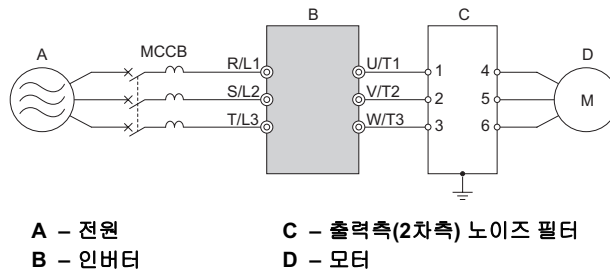 B
C
A
MCCB
D
R/L1
U/T1
1
4
S/L2
V/T2
2
5
M
T/L3
W/T3
3
6
A – 전원
B – 인버터
C – 출력측(2차측) 노이즈 필터
D – 모터